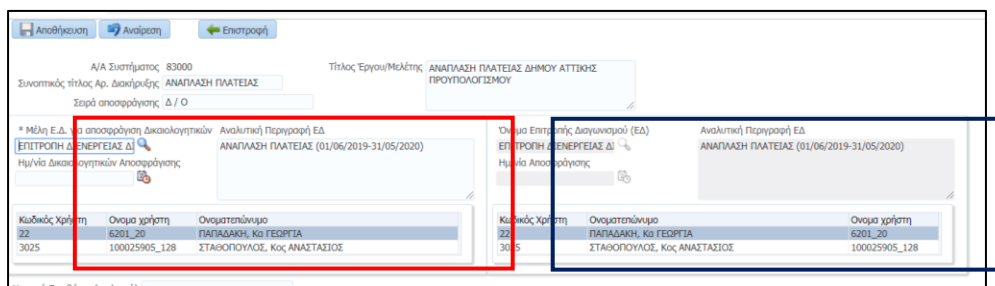 Αποθήκευση Αναίρεση Επιστροφή
Α/Α Συστήματος 83000
Τίτλος Έργου/Μελέτης ΑΝΑΠΛΑΣΗ ΠΛΑΤΕΙΑΣ ΔΗΜΟΥ ΑΤΤΙΚΗΣ
ΠΡΟΥΠΟΛΟΓΙΣΜΟΥ
Συνοπτικός τίτλος Αρ. Διακήρυξης ΑΝΑΠΛΑΣΗ ΠΛΑΤΕΙΑΣ
Σειρά αποσφράγισης Δ / Ο
* Μέλη Ε.Δ. για αποσφράγιση Δικαιολογητικών Αναλυτική Περιγραφή ΕΔ
ΕΠΙΤΡΟΠΗ ΔΙΕΝΕΡΓΕΙΑΣ ΔΙ ΑΝΑΠΛΑΣΗ ΠΛΑΤΕΙΑΣ (01/06/2019-31/05/2020)
Ημ/νία Δικαιολογητικών Αποσφράγισης
Κωδικός Χρήστη Ονομα χρήστη Ονοματεπώνυμο
22 6201_20 ΠΑΠΑΔΑΚΗ, Κα ΓΕΩΡΓΙΑ
3025 100025905_128 ΣΤΑΘΟΠΟΥΛΟΣ, Κος ΑΝΑΣΤΑΣΙΟΣ
Όνομα Επιτροπής Διαγωνισμού (ΕΔ) Αναλυτική Περιγραφή ΕΔ
ΕΠΙΤΡΟΠΗ ΔΙΕΝΕΡΓΕΙΑΣ ΔΙ ΑΝΑΠΛΑΣΗ ΠΛΑΤΕΙΑΣ (01/06/2019-31/05/2020)
Ημ/νία Αποσφράγισης
Κωδικός Χρήστη Ονοματεπώνυμο Ονομα χρήστη
22 ΠΑΠΑΔΑΚΗ, Κα ΓΕΩΡΓΙΑ 6201_20
3025 ΣΤΑΘΟΠΟΥΛΟΣ, Κος ΑΝΑΣΤΑΣΙΟΣ 100025905_128